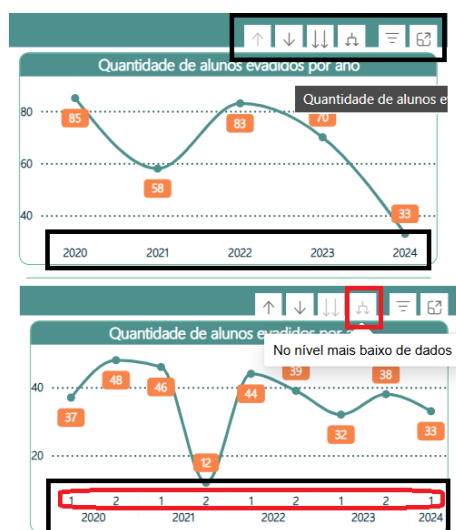 Quantidade de alunos evadidos por ano
Quantidade de alunos e
80
85
83
70
60
58
40
33
2020 2021 2022 2023 2024
Quantidade de alunos evadidos por a
No nível mais baixo de dados
40
37
48
46
44
39
38
32
33
20
12
1 2 1 2 1 2 1 2 1
2020 2021 2022 2023 2024